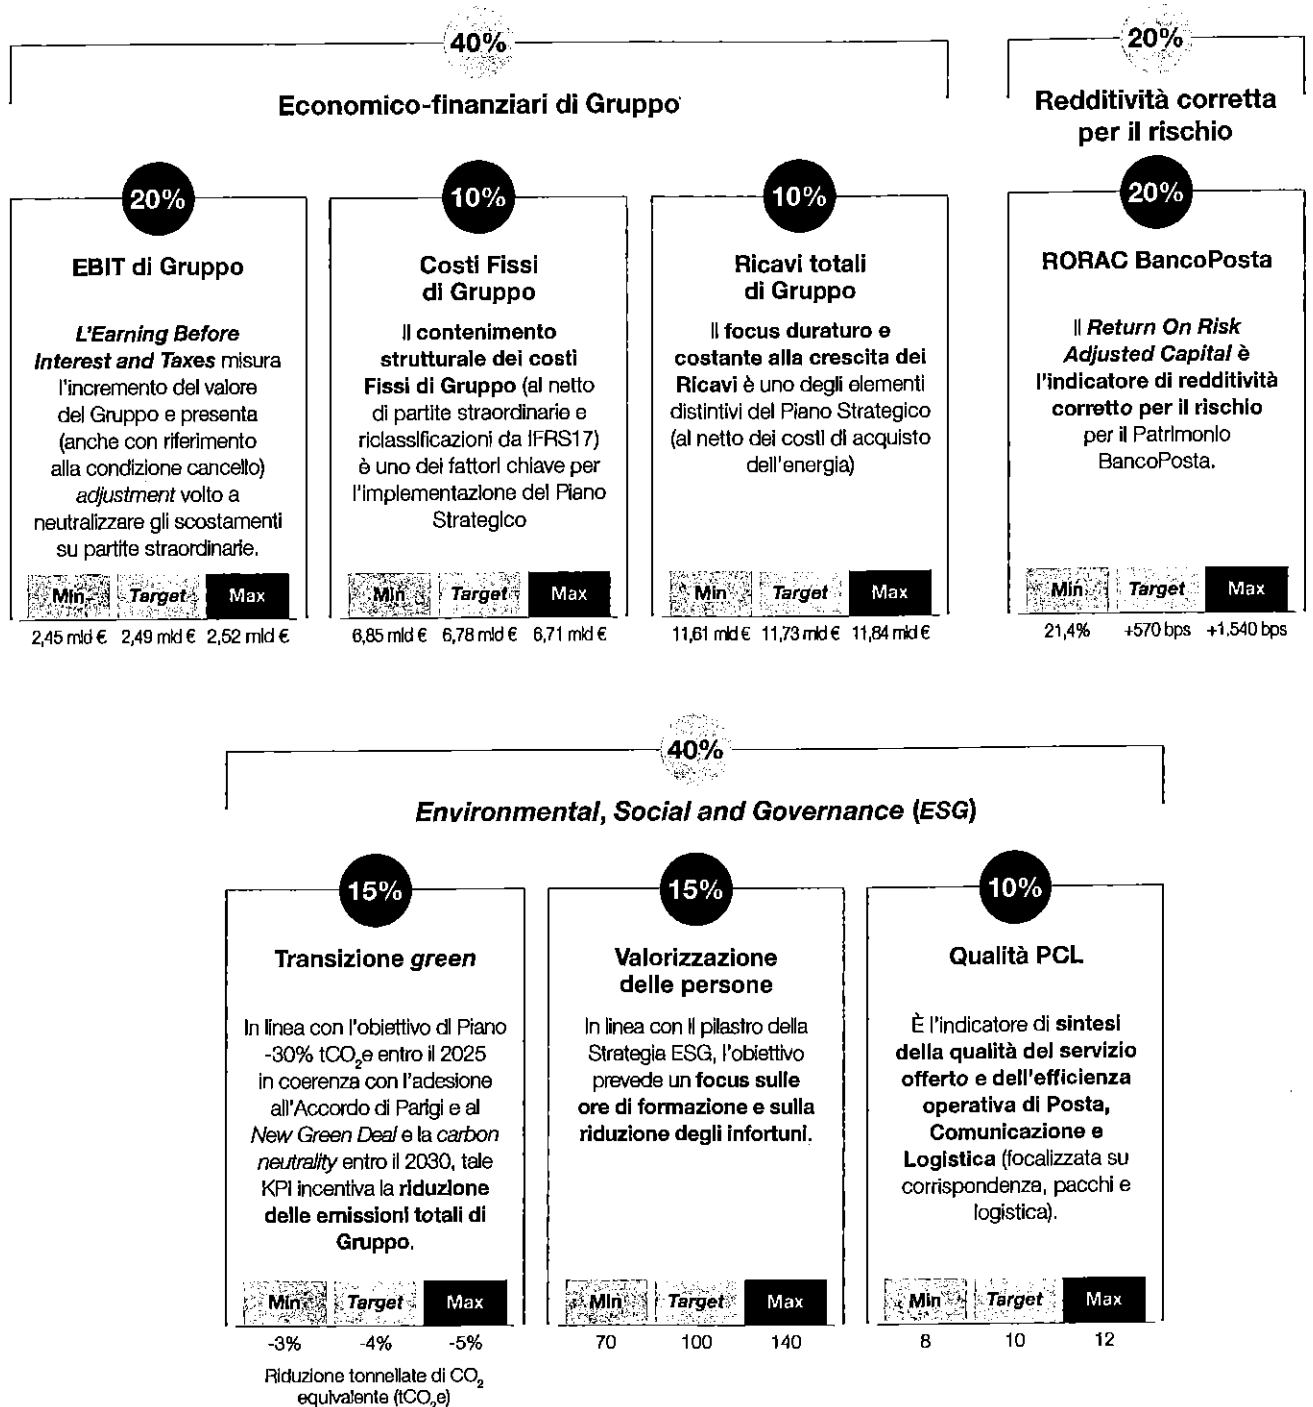 40%
Economico-finanziari di Gruppo
20%
Redditività corretta
per il rischio
20%
EBIT di Gruppo
L'Earning Before
Interest and Taxes misura
l'incremento del valore
del Gruppo e presenta
(anche con riferimento
alla condizione cancello)
adjustment volto a
neutralizzare gli scostamenti
su partite straordinarie.
Min Target Max
2,45 mld € 2,49 mld € 2,52 mld €
10%
Costi Fissi
di Gruppo
Il contenimento
strutturale dei costi
Fissi di Gruppo (al netto
di partite straordinarie e
riclassificazioni da IFRS17)
è uno dei fattori chiave per
l'implementazione del Piano
Strategico
Min Target Max
6,85 mld € 6,78 mld € 6,71 mld €
10%
Ricavi totali
di Gruppo
Il focus duraturo e
costante alla crescita dei
Ricavi è uno degli elementi
distintivi del Piano Strategico
(al netto dei costi di acquisto
dell'energia)
Min Target Max
11,61 mld € 11,73 mld € 11,84 mld €
20%
RORAC BancoPosta
Il Return On Risk
Adjusted Capital è
l'indicatore di redditività
corretto per il rischio
per il Patrimonio
BancoPosta.
Min Target Max
21,4% +570 bps +1.540 bps
40%
Environmental, Social and Governance (ESG)
15%
Transizione green
In linea con l'obiettivo di Piano
-30% tCO₂e entro il 2025
in coerenza con l'adesione
all'Accordo di Parigi e al
New Green Deal e la carbon
neutrality entro il 2030, tale
KPI incentiva la riduzione
delle emissioni totali di
Gruppo.
Min Target Max
-3% -4% -5%
Riduzione tonnellate di CO₂
equivalente (tCO₂e)
15%
Valorizzazione
delle persone
In linea con il pilastro della
Strategia ESG, l'obiettivo
prevede un focus sulle
ore di formazione e sulla
riduzione degli infortuni.
Min Target Max
70 100 140
10%
Qualità PCL
È l'indicatore di sintesi
della qualità del servizio
offerto e dell'efficienza
operativa di Posta,
Comunicazione e
Logistica (focalizzata su
corrispondenza, pacchi e
logistica).
Min Target Max
8 10 12